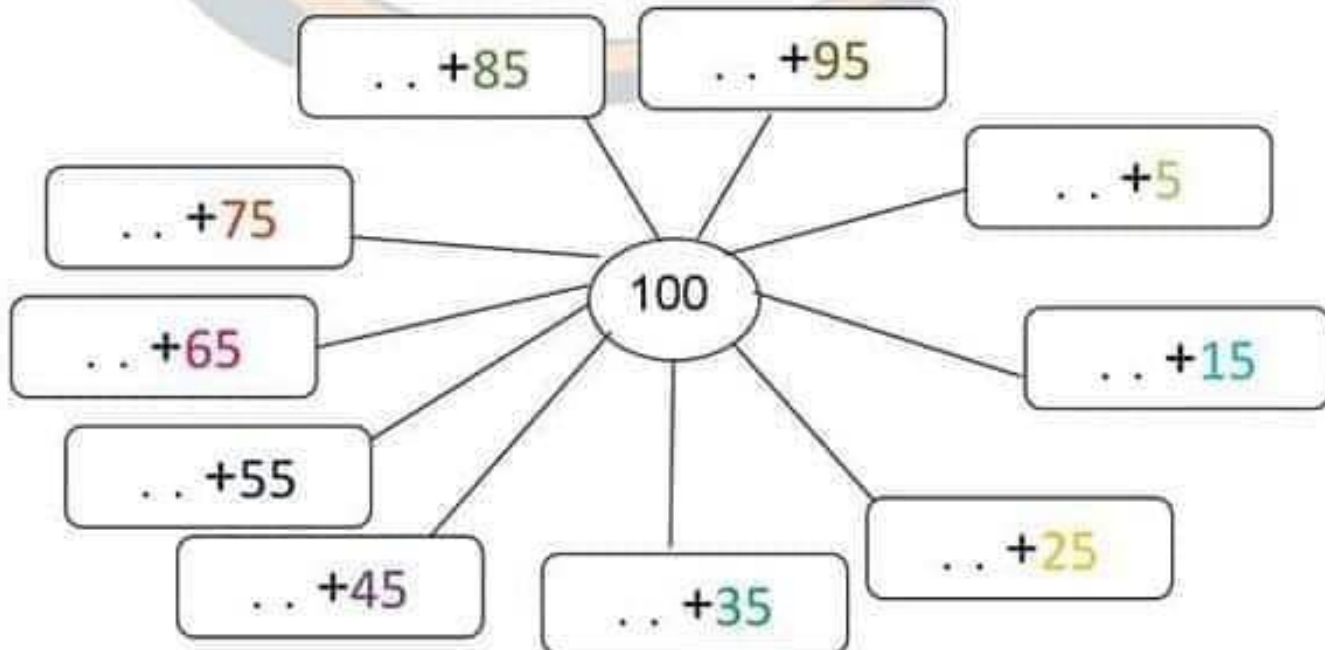 . . +85
. . +95
. . +5
. . +75
100
. . +65
. . +15
. . +55
. . +25
. . +45
. . +35